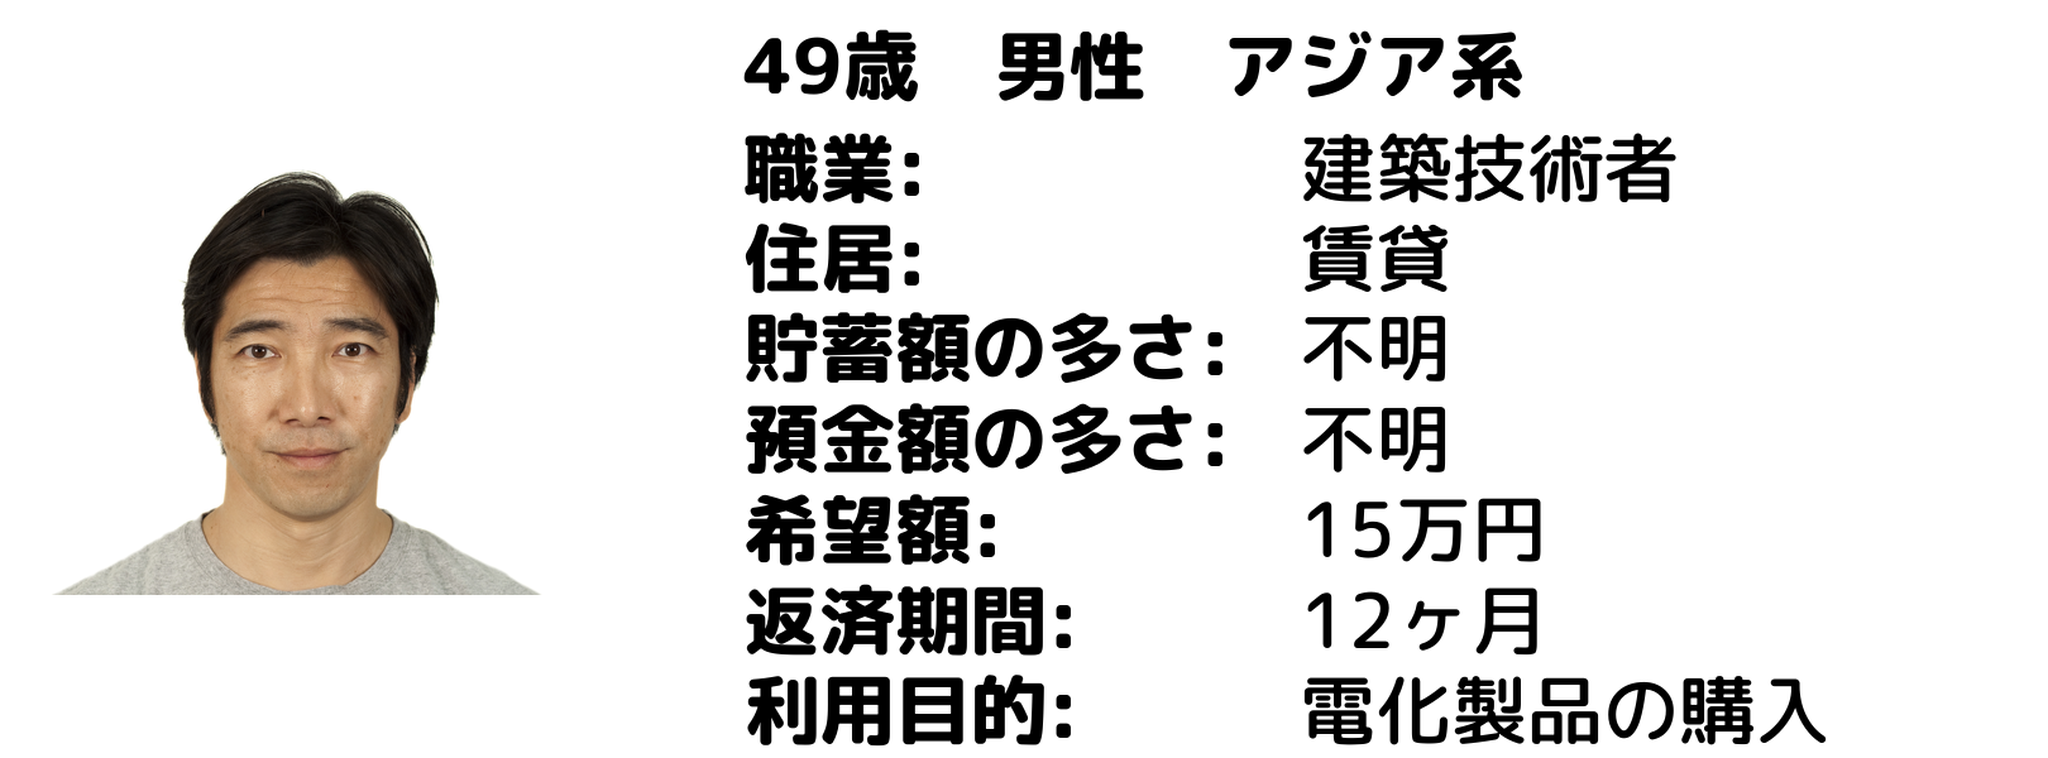 49歳　男性　アジア系
職業: 建築技術者
住居: 賃貸
貯蓄額の多さ: 不明
預金額の多さ: 不明
希望額: 15万円
返済期間: 12ヶ月
利用目的: 電化製品の購入